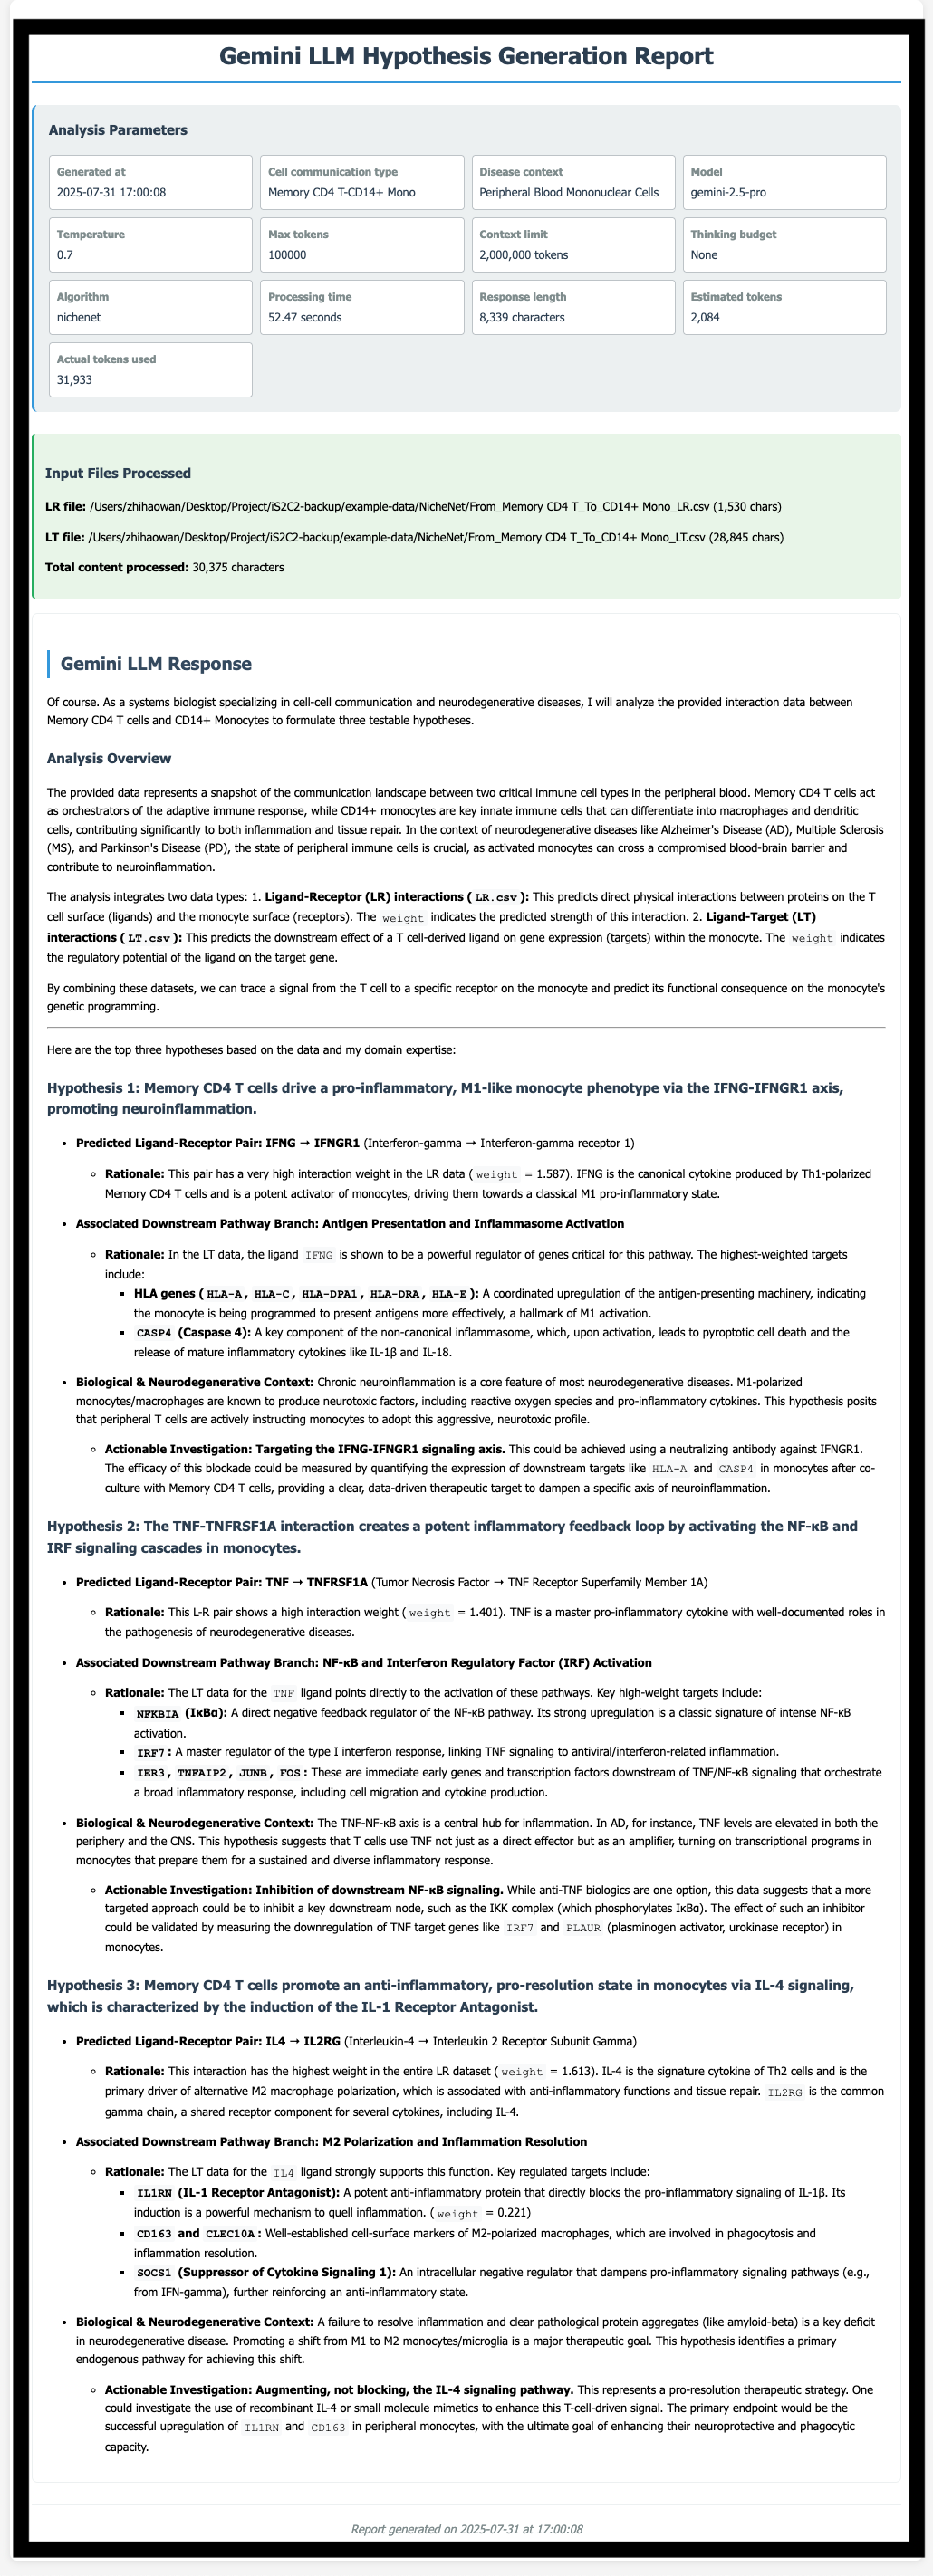 Gemini LLM Hypothesis Generation Report
Analysis Parameters
Generated at
2025-07-31 17:00:08
Cell communication type
Memory CD4 T-CD14+ Mono
Disease context
Peripheral Blood Mononuclear Cells
Model
gemini-2.5-pro
Temperature
0.7
Max tokens
100000
Context limit
2,000,000 tokens
Thinking budget
None
Algorithm
nichenet
Processing time
52.47 seconds
Response length
8,339 characters
Estimated tokens
2,084
Actual tokens used
31,933
Input Files Processed
LR file: /Users/zhihaowan/Desktop/Project/iS2C2-backup/example-data/NicheNet/From_Memory CD4 T_To_CD14+ Mono_LR.csv (1,530 chars)
LT file: /Users/zhihaowan/Desktop/Project/iS2C2-backup/example-data/NicheNet/From_Memory CD4 T_To_CD14+ Mono_LT.csv (28,845 chars)
Total content processed: 30,375 characters
Gemini LLM Response
Of course. As a systems biologist specializing in cell-cell communication and neurodegenerative diseases, I will analyze the provided interaction data between
Memory CD4 T cells and CD14+ Monocytes to formulate three testable hypotheses.
Analysis Overview
The provided data represents a snapshot of the communication landscape between two critical immune cell types in the peripheral blood. Memory CD4 T cells
act as orchestrators of the adaptive immune response, while CD14+ monocytes are key innate immune cells that can differentiate into macrophages and dendritic
cells, contributing significantly to both inflammation and tissue repair. In the context of neurodegenerative diseases like Alzheimer's Disease (AD), Multiple Sclerosis
(MS), and Parkinson's Disease (PD), the state of peripheral immune cells is crucial, as activated monocytes can cross a compromised blood-brain barrier and
contribute to neuroinflammation.
The analysis integrates two data types: 1. Ligand-Receptor (LR) interactions ( LR.csv ): This predicts direct physical interactions between proteins on the T
cell surface (ligands) and the monocyte surface (receptors). The weight indicates the predicted strength of this interaction. 2. Ligand-Target (LT)
interactions ( LT.csv ): This predicts the downstream effect of a T cell-derived ligand on gene expression (targets) within the monocyte. The weight
indicates the regulatory potential of the ligand on the target gene.
By combining these datasets, we can trace a signal from the T cell to a specific receptor on the monocyte and predict its functional consequence on the monocyte's
genetic programming.
Here are the top three hypotheses based on the data and my domain expertise:
Hypothesis 1: Memory CD4 T cells drive a pro-inflammatory, M1-like monocyte phenotype via the IFNG-IFNGR1 axis,
promoting neuroinflammation.
• Predicted Ligand-Receptor Pair: IFNG → IFNGR1 (Interferon-gamma → Interferon-gamma receptor 1)
○ Rationale: This pair has a very high interaction weight in the LR data ( weight = 1.587). IFNG is the canonical cytokine produced by Th1-polarized
Memory CD4 T cells and is a potent activator of monocytes, driving them towards a classical M1 pro-inflammatory state.
• Associated Downstream Pathway Branch: Antigen Presentation and Inflammasome Activation
○ Rationale: In the LT data, the ligand IFNG is shown to be a powerful regulator of genes critical for this pathway. The highest-weighted targets
include:
▪ HLA genes ( HLA-A , HLA-C , HLA-DPA1 , HLA-DRA , HLA-E ): A coordinated upregulation of the antigen-presenting machinery,
indicating the monocyte is being programmed to present antigens more effectively, a hallmark of M1 activation.
▪ CASP4 (Caspase 4): A key component of the non-canonical inflammasome, which, upon activation, leads to pyroptotic cell death and the
release of mature inflammatory cytokines like IL-1β and IL-18.
• Biological & Neurodegenerative Context: Chronic neuroinflammation is a core feature of most neurodegenerative diseases. M1-polarized
monocytes/macrophages are known to produce neurotoxic factors, including reactive oxygen species and pro-inflammatory cytokines. This hypothesis
posits that peripheral T cells are actively instructing monocytes to adopt this aggressive, neurotoxic profile.
○ Actionable Investigation: Targeting the IFNG-IFNGR1 signaling axis. This could be achieved using a neutralizing antibody against IFNGR1.
The efficacy of this blockade could be measured by quantifying the expression of downstream targets like HLA-A and CASP4 in monocytes after co-
culture with Memory CD4 T cells, providing a clear, data-driven therapeutic target to dampen a specific axis of neuroinflammation.
Hypothesis 2: The TNF-TNFRSF1A interaction creates a potent inflammatory feedback loop by activating the NF-κB and
IRF signaling cascades in monocytes.
• Predicted Ligand-Receptor Pair: TNF → TNFRSF1A (Tumor Necrosis Factor → TNF Receptor Superfamily Member 1A)
○ Rationale: This L-R pair shows a high interaction weight ( weight = 1.401). TNF is a master pro-inflammatory cytokine with well-documented roles in
the pathogenesis of neurodegenerative diseases.
• Associated Downstream Pathway Branch: NF-κB and Interferon Regulatory Factor (IRF) Activation
○ Rationale: The LT data for the TNF ligand points directly to the activation of these pathways. Key high-weight targets include:
▪ NFKBIA (IκBα): A direct negative feedback regulator of the NF-κB pathway. Its strong upregulation is a classic signature of intense NF-κB
activation.
▪ IRF7 : A master regulator of the type I interferon response, linking TNF signaling to antiviral/interferon-related inflammation.
▪ IER3 , TNFAIP2 , JUNB , FOS : These are immediate early genes and transcription factors downstream of TNF/NF-κB signaling that orchestrate
a broad inflammatory response, including cell migration and cytokine production.
• Biological & Neurodegenerative Context: The TNF-NF-κB axis is a central hub for inflammation. In AD, for instance, TNF levels are elevated in both the
periphery and the CNS. This hypothesis suggests that T cells use TNF not just as a direct effector but as an amplifier, turning on transcriptional programs in
monocytes that prepare them for a sustained and diverse inflammatory response.
○ Actionable Investigation: Inhibition of downstream NF-κB signaling. While anti-TNF biologics are one option, this data suggests that a more
targeted approach could be to inhibit a key downstream node, such as the IKK complex (which phosphorylates IκBα). The effect of such an inhibitor
could be validated by measuring the downregulation of TNF target genes like IRF7 and PLAUR (plasminogen activator, urokinase receptor) in
monocytes.
Hypothesis 3: Memory CD4 T cells promote an anti-inflammatory, pro-resolution state in monocytes via IL-4 signaling,
which is characterized by the induction of the IL-1 Receptor Antagonist.
• Predicted Ligand-Receptor Pair: IL4 → IL2RG (Interleukin-4 → Interleukin 2 Receptor Subunit Gamma)
○ Rationale: This interaction has the highest weight in the entire LR dataset ( weight = 1.613). IL-4 is the signature cytokine of Th2 cells and is the
primary driver of alternative M2 macrophage polarization, which is associated with anti-inflammatory functions and tissue repair. IL2RG is the common
gamma chain, a shared receptor component for several cytokines, including IL-4.
• Associated Downstream Pathway Branch: M2 Polarization and Inflammation Resolution
○ Rationale: The LT data for the IL4 ligand strongly supports this function. Key regulated targets include:
▪ IL1RN (IL-1 Receptor Antagonist): A potent anti-inflammatory protein that directly blocks the pro-inflammatory signaling of IL-1β. Its
induction is a powerful mechanism to quell inflammation. ( weight = 0.221)
▪ CD163 and CLEC10A : Well-established cell-surface markers of M2-polarized macrophages, which are involved in phagocytosis and
inflammation resolution.
▪ SOCS1 (Suppressor of Cytokine Signaling 1): An intracellular negative regulator that dampens pro-inflammatory signaling pathways (e.g.,
from IFN-gamma), further reinforcing an anti-inflammatory state.
• Biological & Neurodegenerative Context: A failure to resolve inflammation and clear pathological protein aggregates (like amyloid-beta) is a key deficit
in neurodegenerative disease. Promoting a shift from M1 to M2 monocytes/microglia is a major therapeutic goal. This hypothesis identifies a primary
endogenous pathway for achieving this shift.
○ Actionable Investigation: Augmenting, not blocking, the IL-4 signaling pathway. This represents a pro-resolution therapeutic strategy. One
could investigate the use of recombinant IL-4 or small molecule mimetics to enhance this T-cell-driven signal. The primary endpoint would be the
successful upregulation of IL1RN and CD163 in peripheral monocytes, with the ultimate goal of enhancing their neuroprotective and phagocytic
capacity.
Report generated on 2025-07-31 at 17:00:08